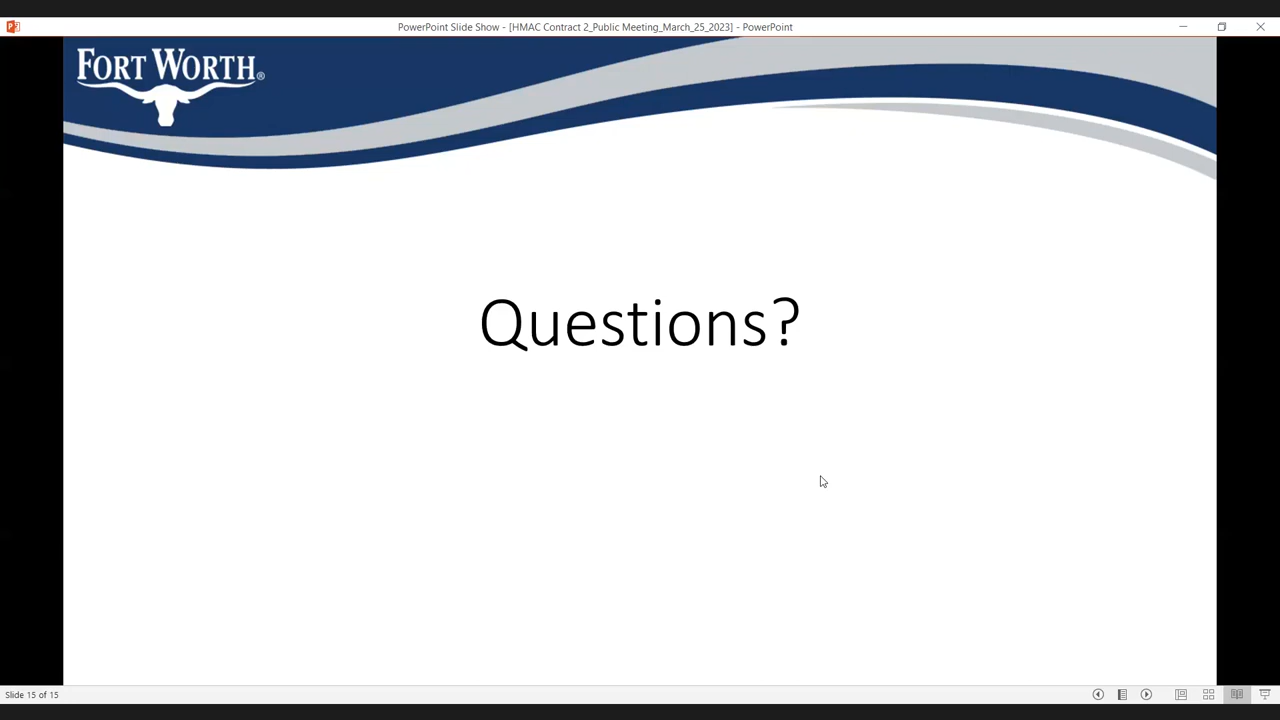 PowerPoint Slide Show - [HMAC Contract 2_Public Meeting_March_25_2023] - PowerPoint
FORT WORTH®
Questions?
Slide 15 of 15